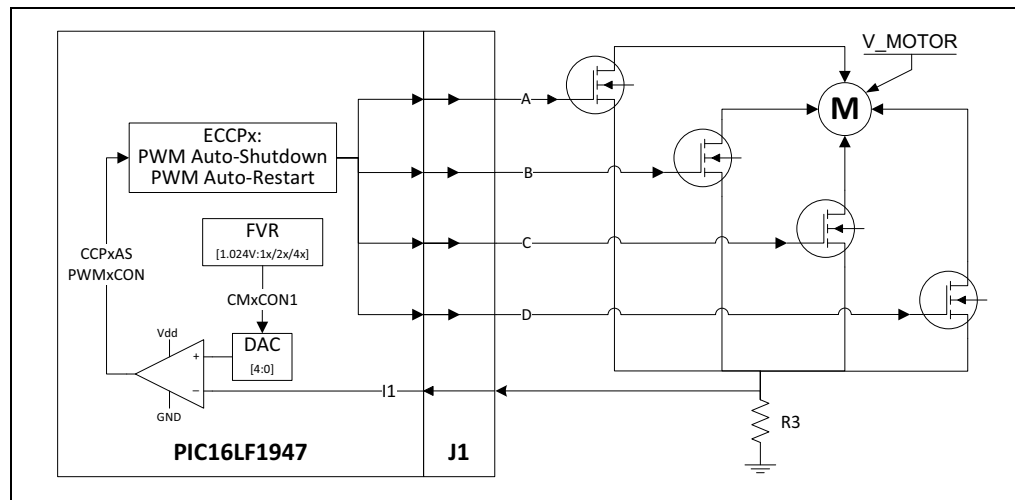 V_MOTOR
M
A
ECCPx:
PWM Auto-Shutdown
PWM Auto-Restart
B
FVR
[1.024V:1x/2x/4x]
C
CCPxAS
PWMxCON
CMxCON1
D
Vdd
DAC
[4:0]
+
–
I1
GND
R3
PIC16LF1947
J1